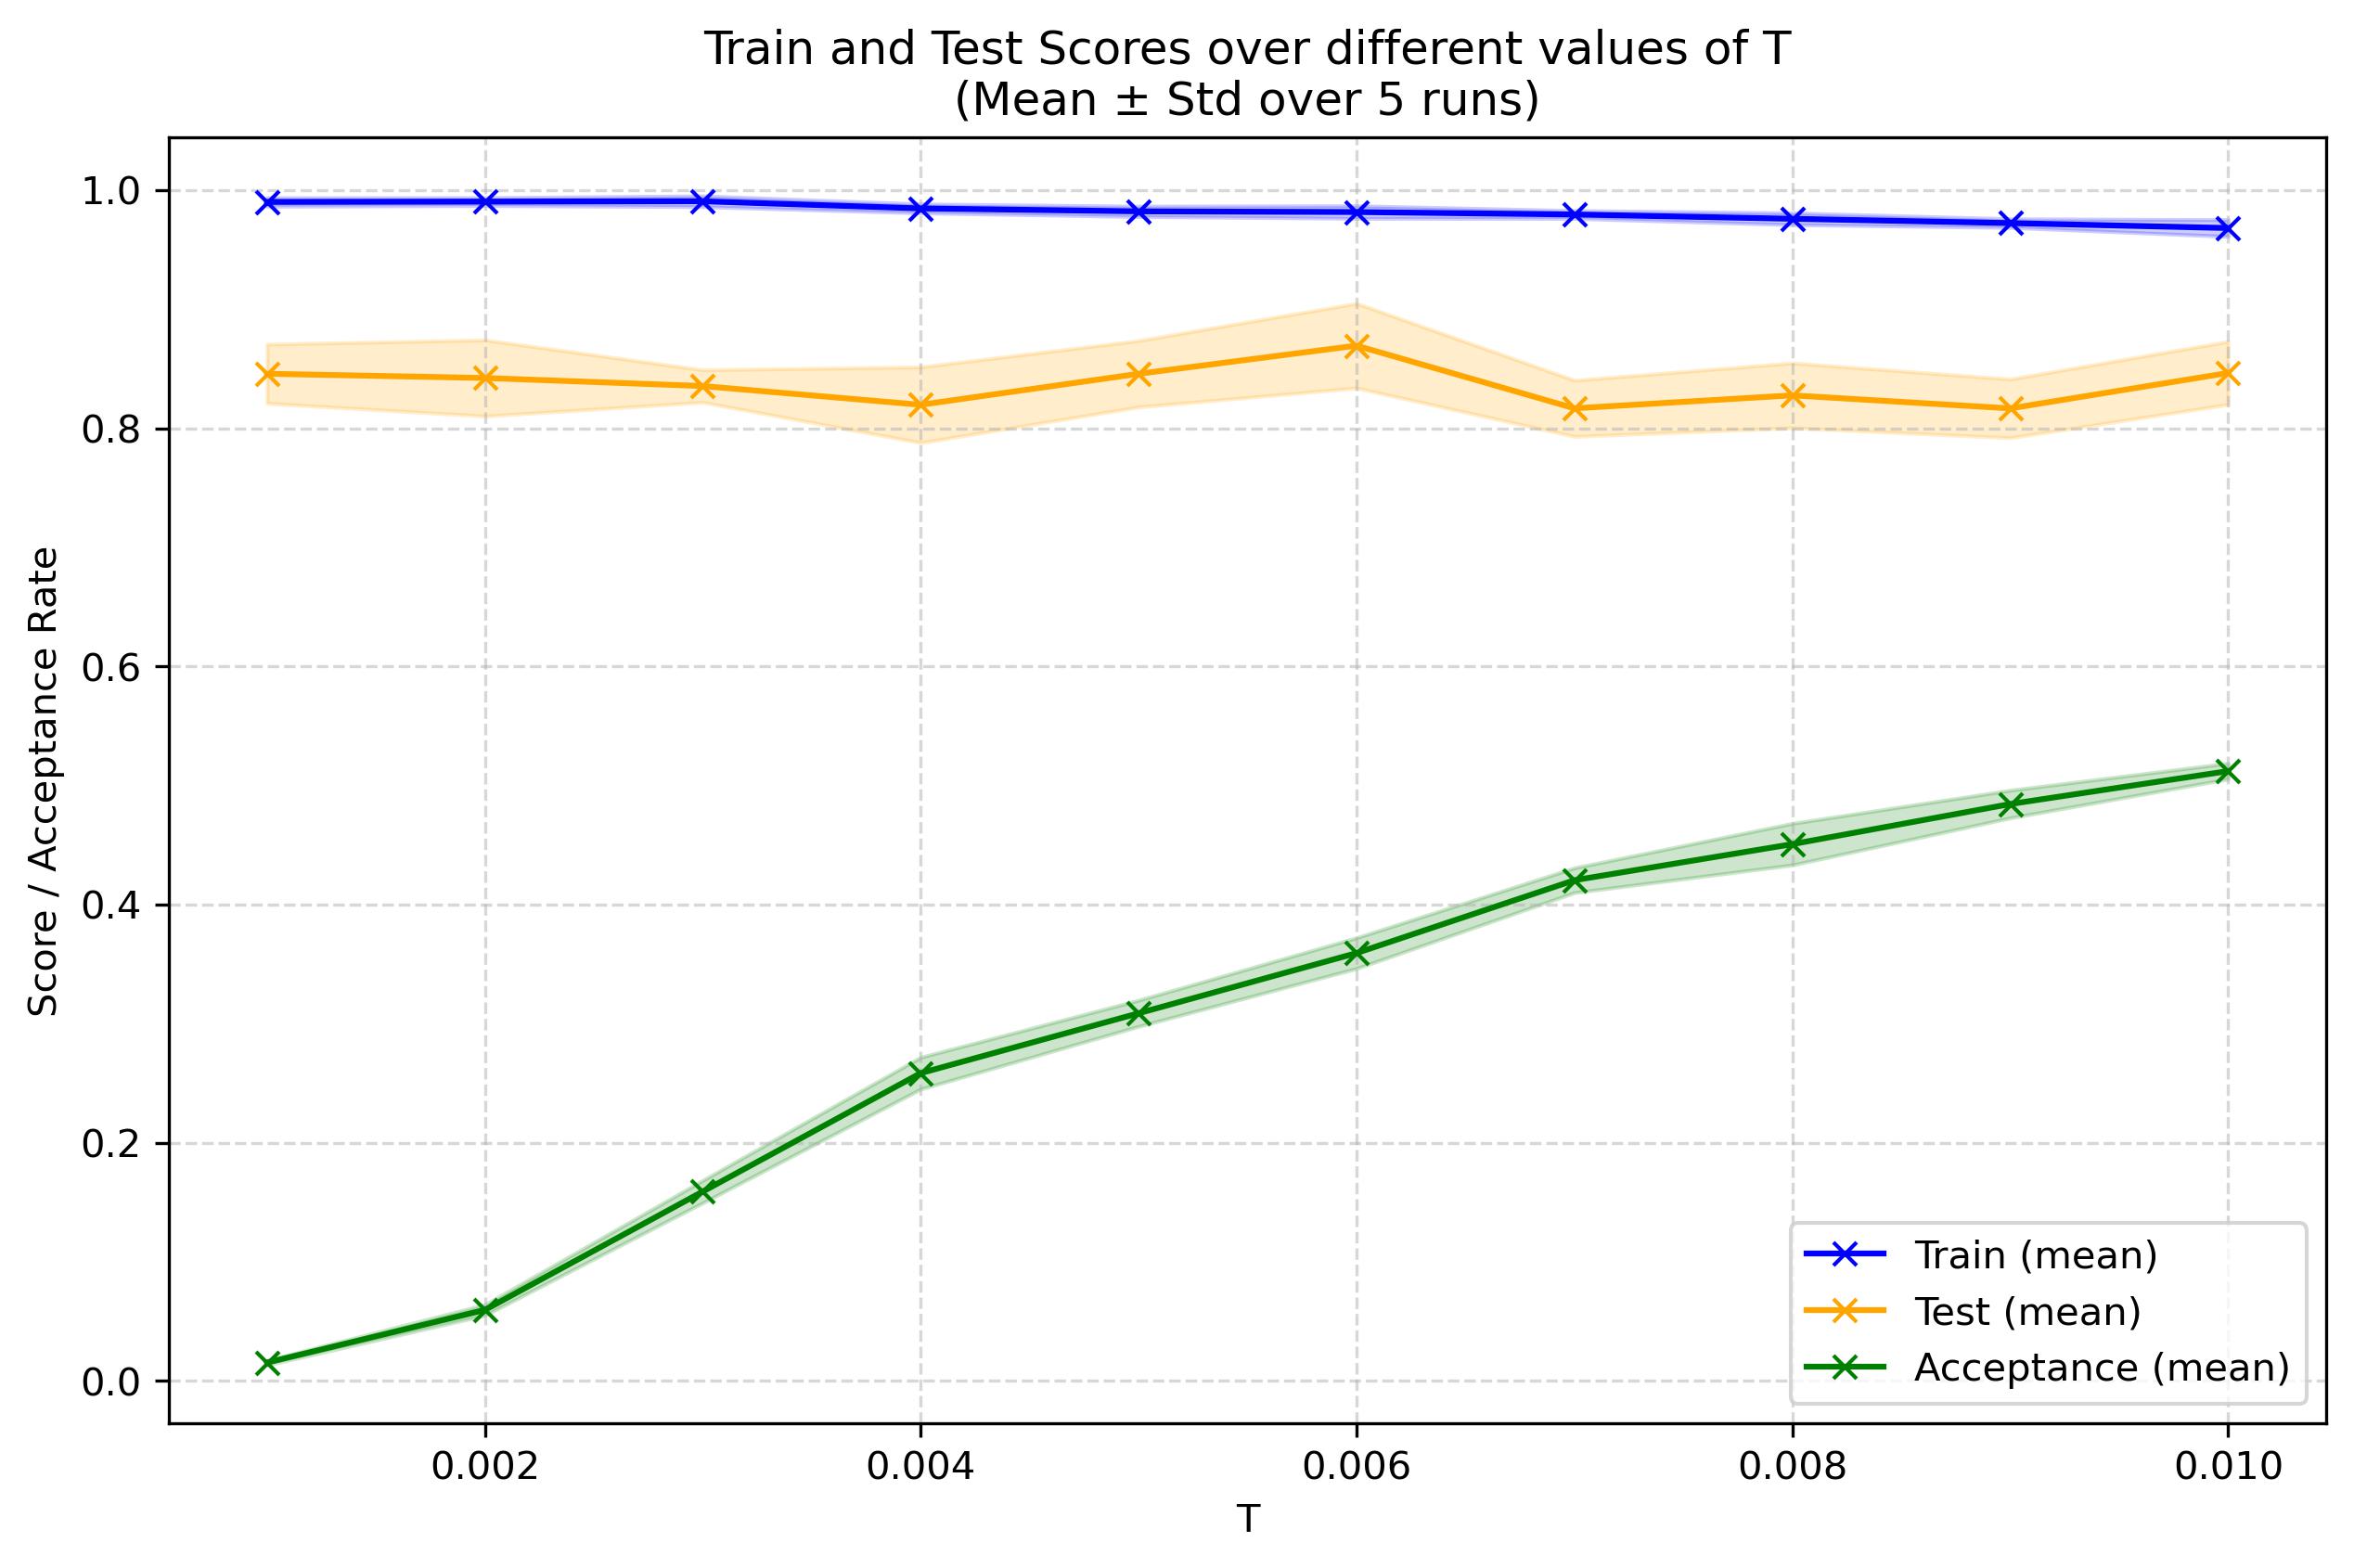 Train and Test Scores over different values of T
(Mean ± Std over 5 runs)
Score / Acceptance Rate
1.0
0.8
0.6
0.4
0.2
0.0
0.002
0.004
0.006
0.008
0.010
T
Train (mean)
Test (mean)
Acceptance (mean)